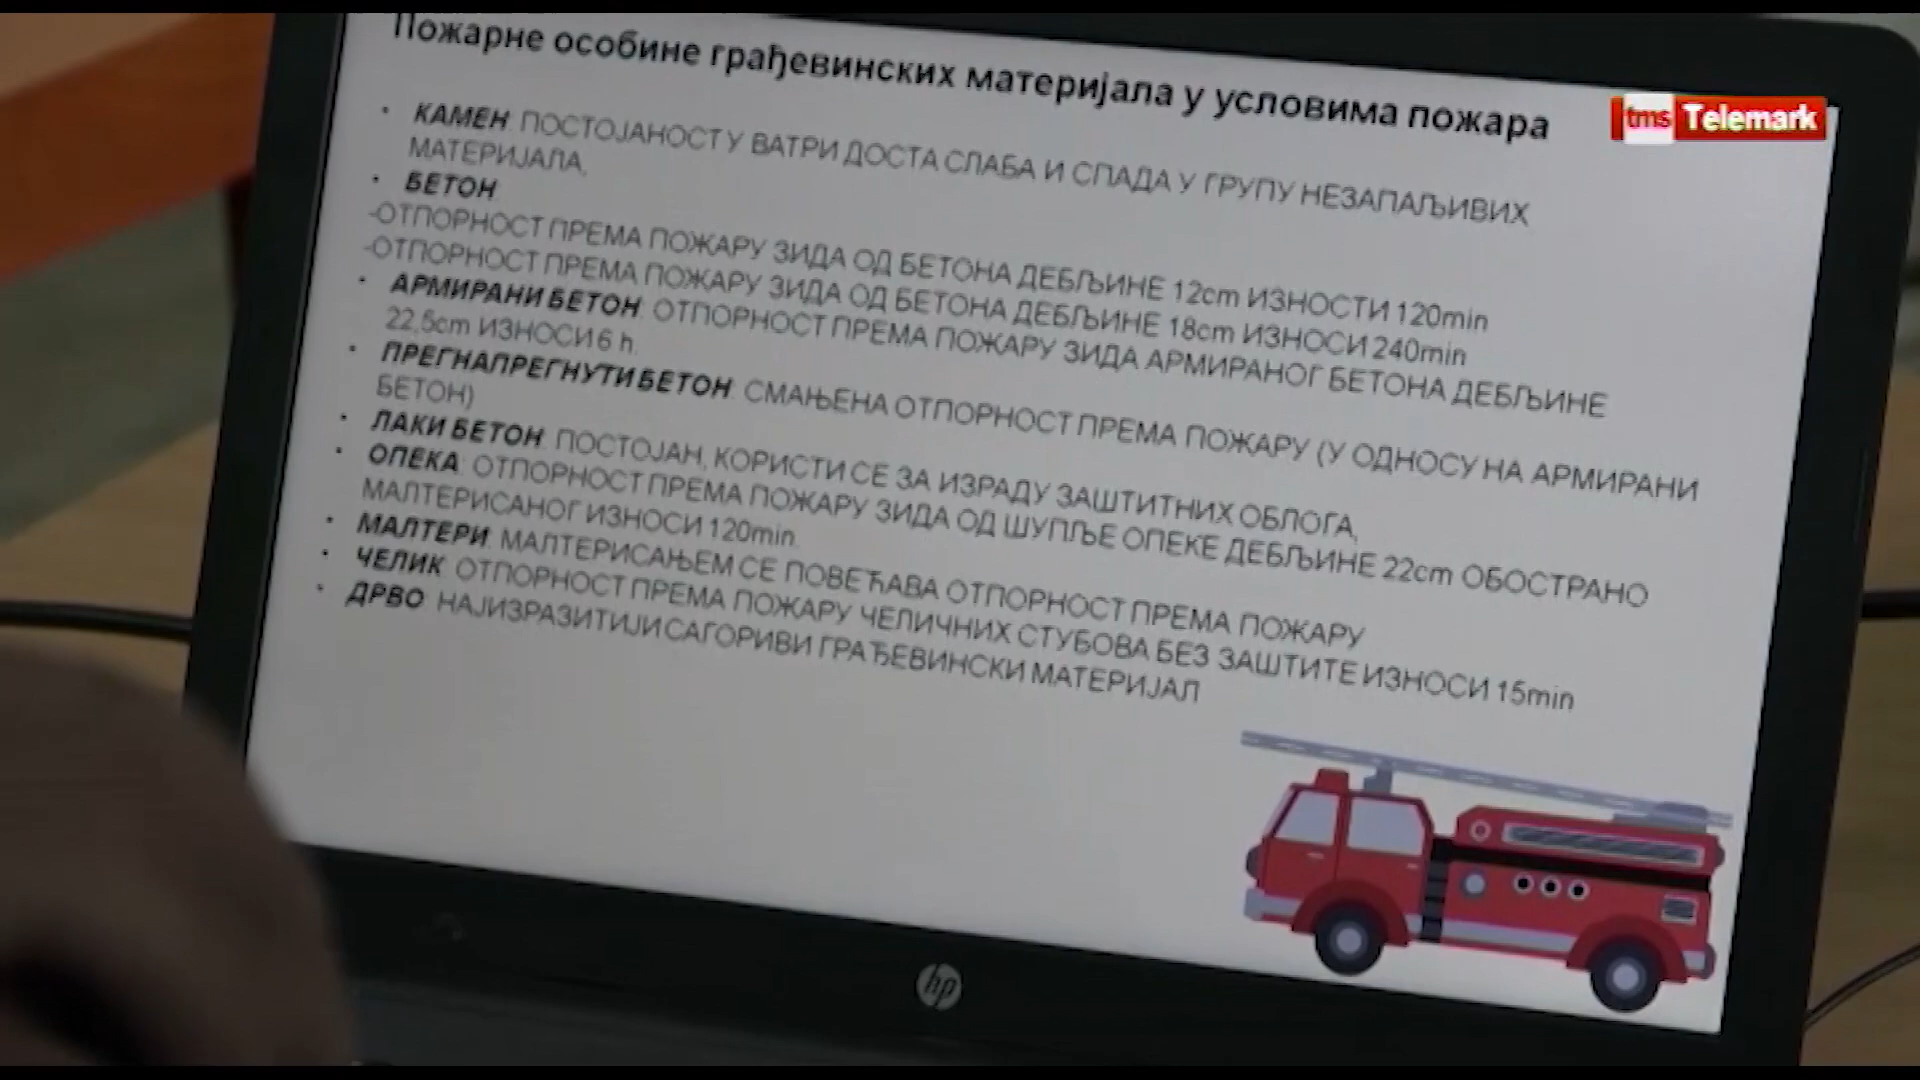 Пожарне особине грађевинских материјала у условима пожара
tms Telemark
• КАМЕН: ПОСТОЈАНОСТ У ВАТРИ ДОСТА СЛАБА И СПАДА У ГРУПУ НЕЗАПАЉИВИХ
МАТЕРИЈАЛА,
• БЕТОН:
-ОТПОРНОСТ ПРЕМА ПОЖАРУ ЗИДА ОД БЕТОНА ДЕБЉИНЕ 12cm ИЗНОСТИ 120min
-ОТПОРНОСТ ПРЕМА ПОЖАРУ ЗИДА ОД БЕТОНА ДЕБЉИНЕ 18cm ИЗНОСИ 240min
• АРМИРАНИ БЕТОН: ОТПОРНОСТ ПРЕМА ПОЖАРУ ЗИДА АРМИРАНОГ БЕТОНА ДЕБЉИНЕ
22,5cm ИЗНОСИ 6 h.
• ПРЕГНАПРЕГНУТИ БЕТОН: СМАЊЕНА ОТПОРНОСТ ПРЕМА ПОЖАРУ (У ОДНОСУ НА АРМИРАНИ
БЕТОН)
• ЛАКИ БЕТОН: ПОСТОЈАН, КОРИСТИ СЕ ЗА ИЗРАДУ ЗАШТИТНИХ ОБЛОГА,
• ОПЕКА: ОТПОРНОСТ ПРЕМА ПОЖАРУ ЗИДА ОД ШУПЉЕ ОПЕКЕ ДЕБЉИНЕ 22cm ОБОСТРАНО
МАЛТЕРИСАНОГ ИЗНОСИ 120min.
• МАЛТЕРИ: МАЛТЕРИСАЊЕМ СЕ ПОВЕЋАВА ОТПОРНОСТ ПРЕМА ПОЖАРУ
• ЧЕЛИК: ОТПОРНОСТ ПРЕМА ПОЖАРУ ЧЕЛИЧНИХ СТУБОВА БЕЗ ЗАШТИТЕ ИЗНОСИ 15min
• ДРВО: НАЈИЗРАЗИТИЈИ САГОРИВИ ГРАЂЕВИНСКИ МАТЕРИЈАЛ
hp